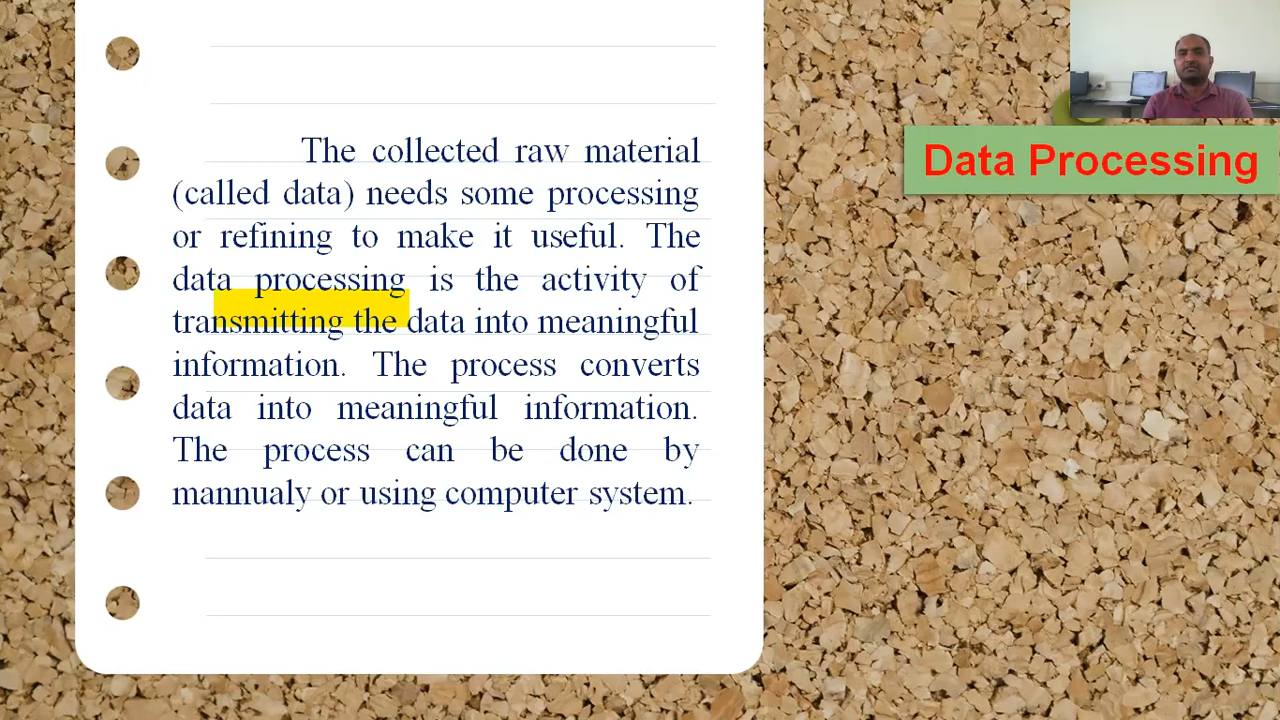 Data Processing
The collected raw material
(called data) needs some processing
or refining to make it useful. The
data processing is the activity of
transmitting the data into meaningful
information. The process converts
data into meaningful information.
The process can be done by
mannualy or using computer system.